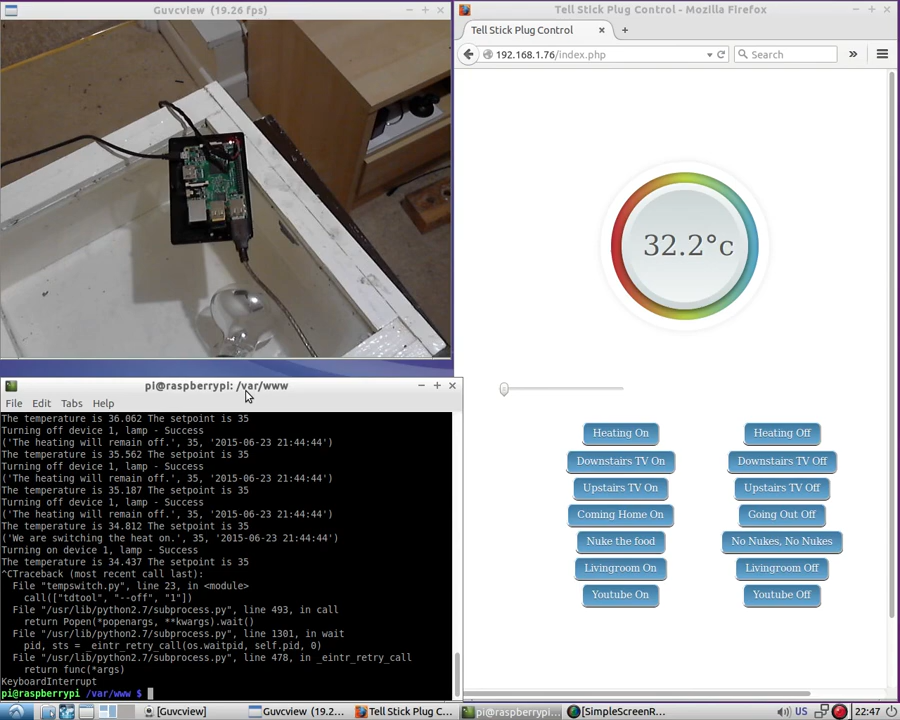 Guvcview (19.26 fps)
Tell Stick Plug Control - Mozilla Firefox
Tell Stick Plug Control
192.168.1.76/index.php
Search
32.2°c
Heating On
Heating Off
Downstairs TV On
Downstairs TV Off
Upstairs TV On
Upstairs TV Off
Coming Home On
Going Out Off
Nuke the food
No Nukes, No Nukes
Livingroom On
Livingroom Off
Youtube On
Youtube Off
pi@raspberrypi: /var/www
File Edit Tabs Help
The temperature is 36.062 The setpoint is 35
Turning off device 1, lamp - Success
('The heating will remain off.', 35, '2015-06-23 21:44:44')
The temperature is 35.562 The setpoint is 35
Turning off device 1, lamp - Success
('The heating will remain off.', 35, '2015-06-23 21:44:44')
The temperature is 35.187 The setpoint is 35
Turning off device 1, lamp - Success
('The heating will remain off.', 35, '2015-06-23 21:44:44')
The temperature is 34.812 The setpoint is 35
('We are switching the heat on.', 35, '2015-06-23 21:44:44')
Turning on device 1, lamp - Success
The temperature is 34.437 The setpoint is 35
^CTraceback (most recent call last):
File "tempswitch.py", line 23, in <module>
call(["tdtool", "--off", "1"])
File "/usr/lib/python2.7/subprocess.py", line 493, in call
return Popen(*popenargs, **kwargs).wait()
File "/usr/lib/python2.7/subprocess.py", line 1301, in wait
pid, sts = _eintr_retry_call(os.waitpid, self.pid, 0)
File "/usr/lib/python2.7/subprocess.py", line 478, in _eintr_retry_call
return func(*args)
KeyboardInterrupt
pi@raspberrypi /var/www $
[Guvcview]
Guvcview (19.2...
Tell Stick Plug C...
pi@raspberrypi:...
[SimpleScreenR...
US
22:47